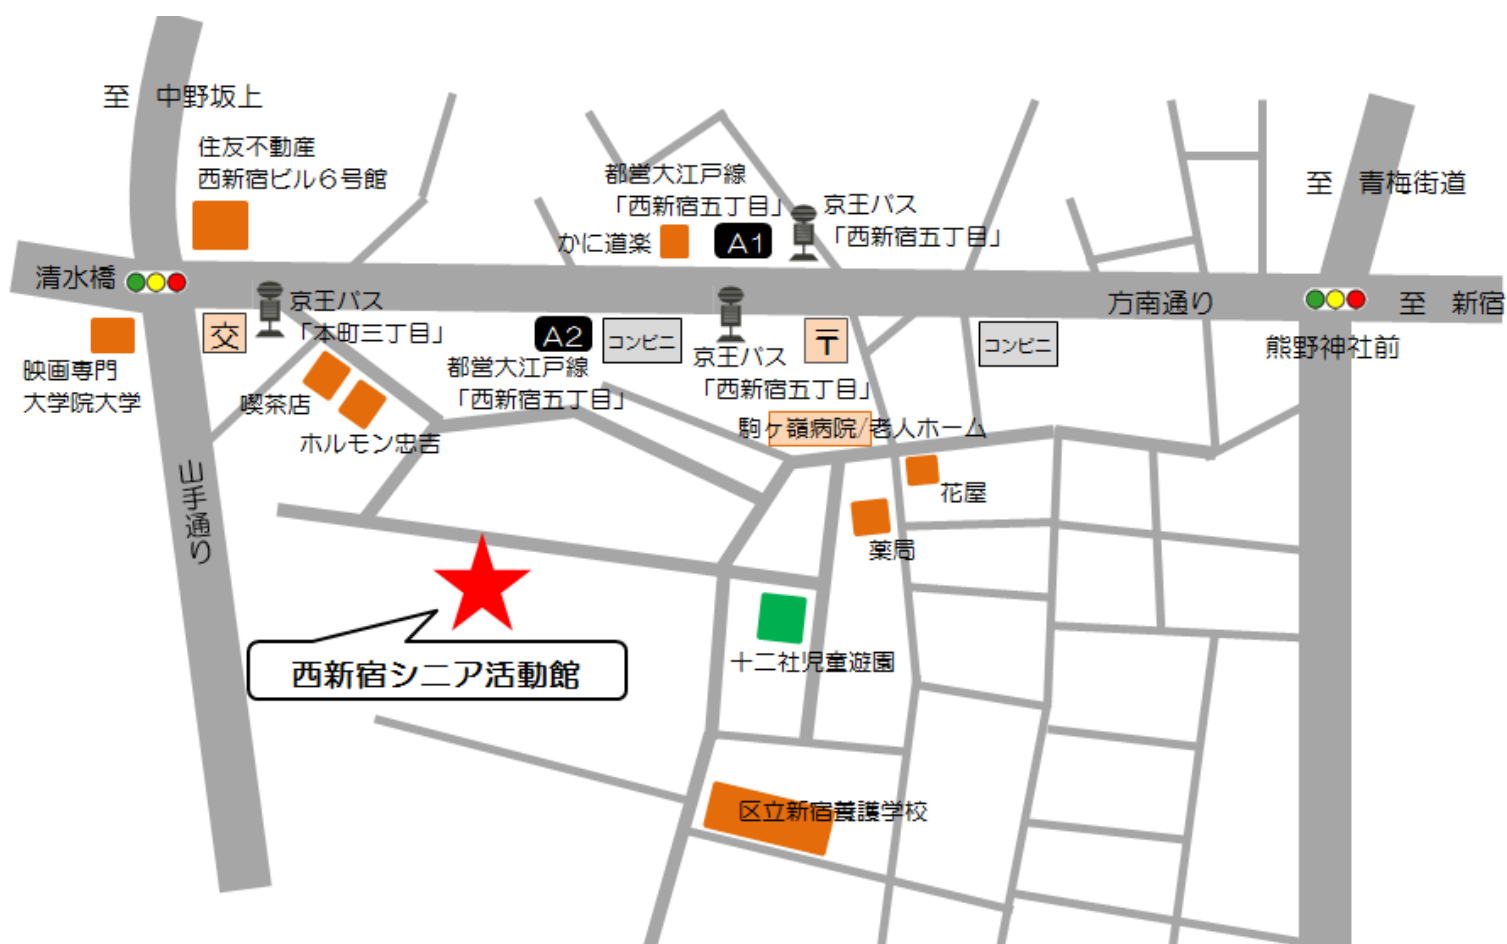 至 中野坂上
住友不動産
西新宿ビル6号館
都営大江戸線
「西新宿五丁目」
京王バス
「西新宿五丁目」
至 青梅街道
かに道楽
A1
清水橋
京王バス
「本町三丁目」
方南通り
至 新宿
交
A2
コンビニ
〒
コンビニ
熊野神社前
映画専門
大学院大学
都営大江戸線
「西新宿五丁目」
京王バス
「西新宿五丁目」
喫茶店
ホルモン忠吉
駒ヶ嶺病院/老人ホーム
山手通り
花屋
薬局
西新宿シニア活動館
十二社児童遊園
区立新宿養護学校